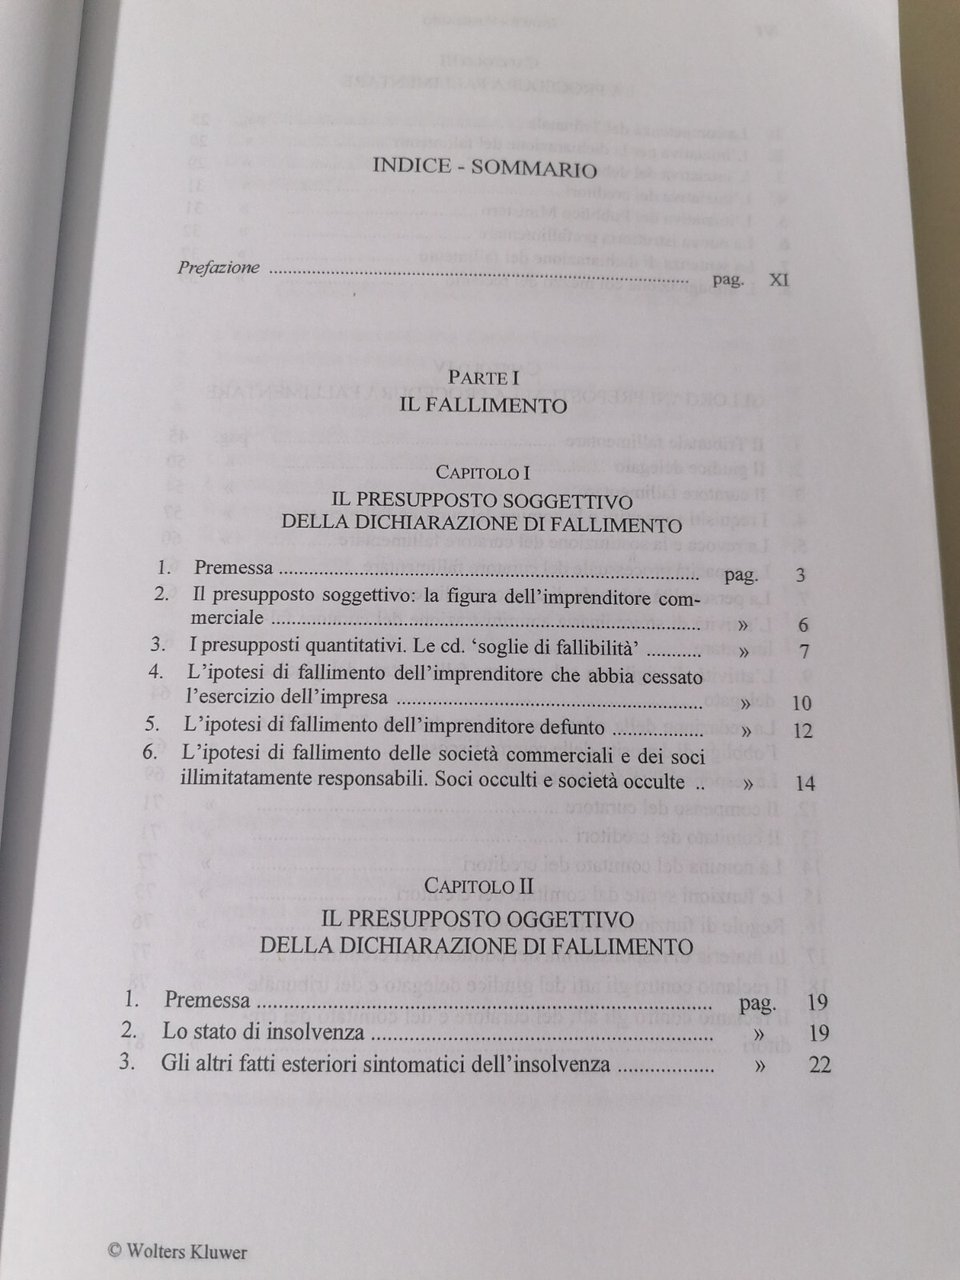 INDICE - SOMMARIO
Prefazione ................................................................ pag. XI
PARTE I
IL FALLIMENTO
CAPITOLO I
IL PRESUPPOSTO SOGGETTIVO
DELLA DICHIARAZIONE DI FALLIMENTO
1. Premessa ................................................................ pag. 3
2. Il presupposto soggettivo: la figura dell'imprenditore com-
merciale ................................................................ » 6
3. I presupposti quantitativi. Le cd. 'soglie di fallibilità' ........... » 7
4. L'ipotesi di fallimento dell'imprenditore che abbia cessato
l'esercizio dell'impresa ................................................ » 10
5. L'ipotesi di fallimento dell'imprenditore defunto ................. » 12
6. L'ipotesi di fallimento delle società commerciali e dei soci
illimitatamente responsabili. Soci occulti e società occulte .. » 14
CAPITOLO II
IL PRESUPPOSTO OGGETTIVO
DELLA DICHIARAZIONE DI FALLIMENTO
1. Premessa ................................................................ pag. 19
2. Lo stato di insolvenza .................................................. » 19
3. Gli altri fatti esteriori sintomatici dell'insolvenza ................. » 22
© Wolters Kluwer